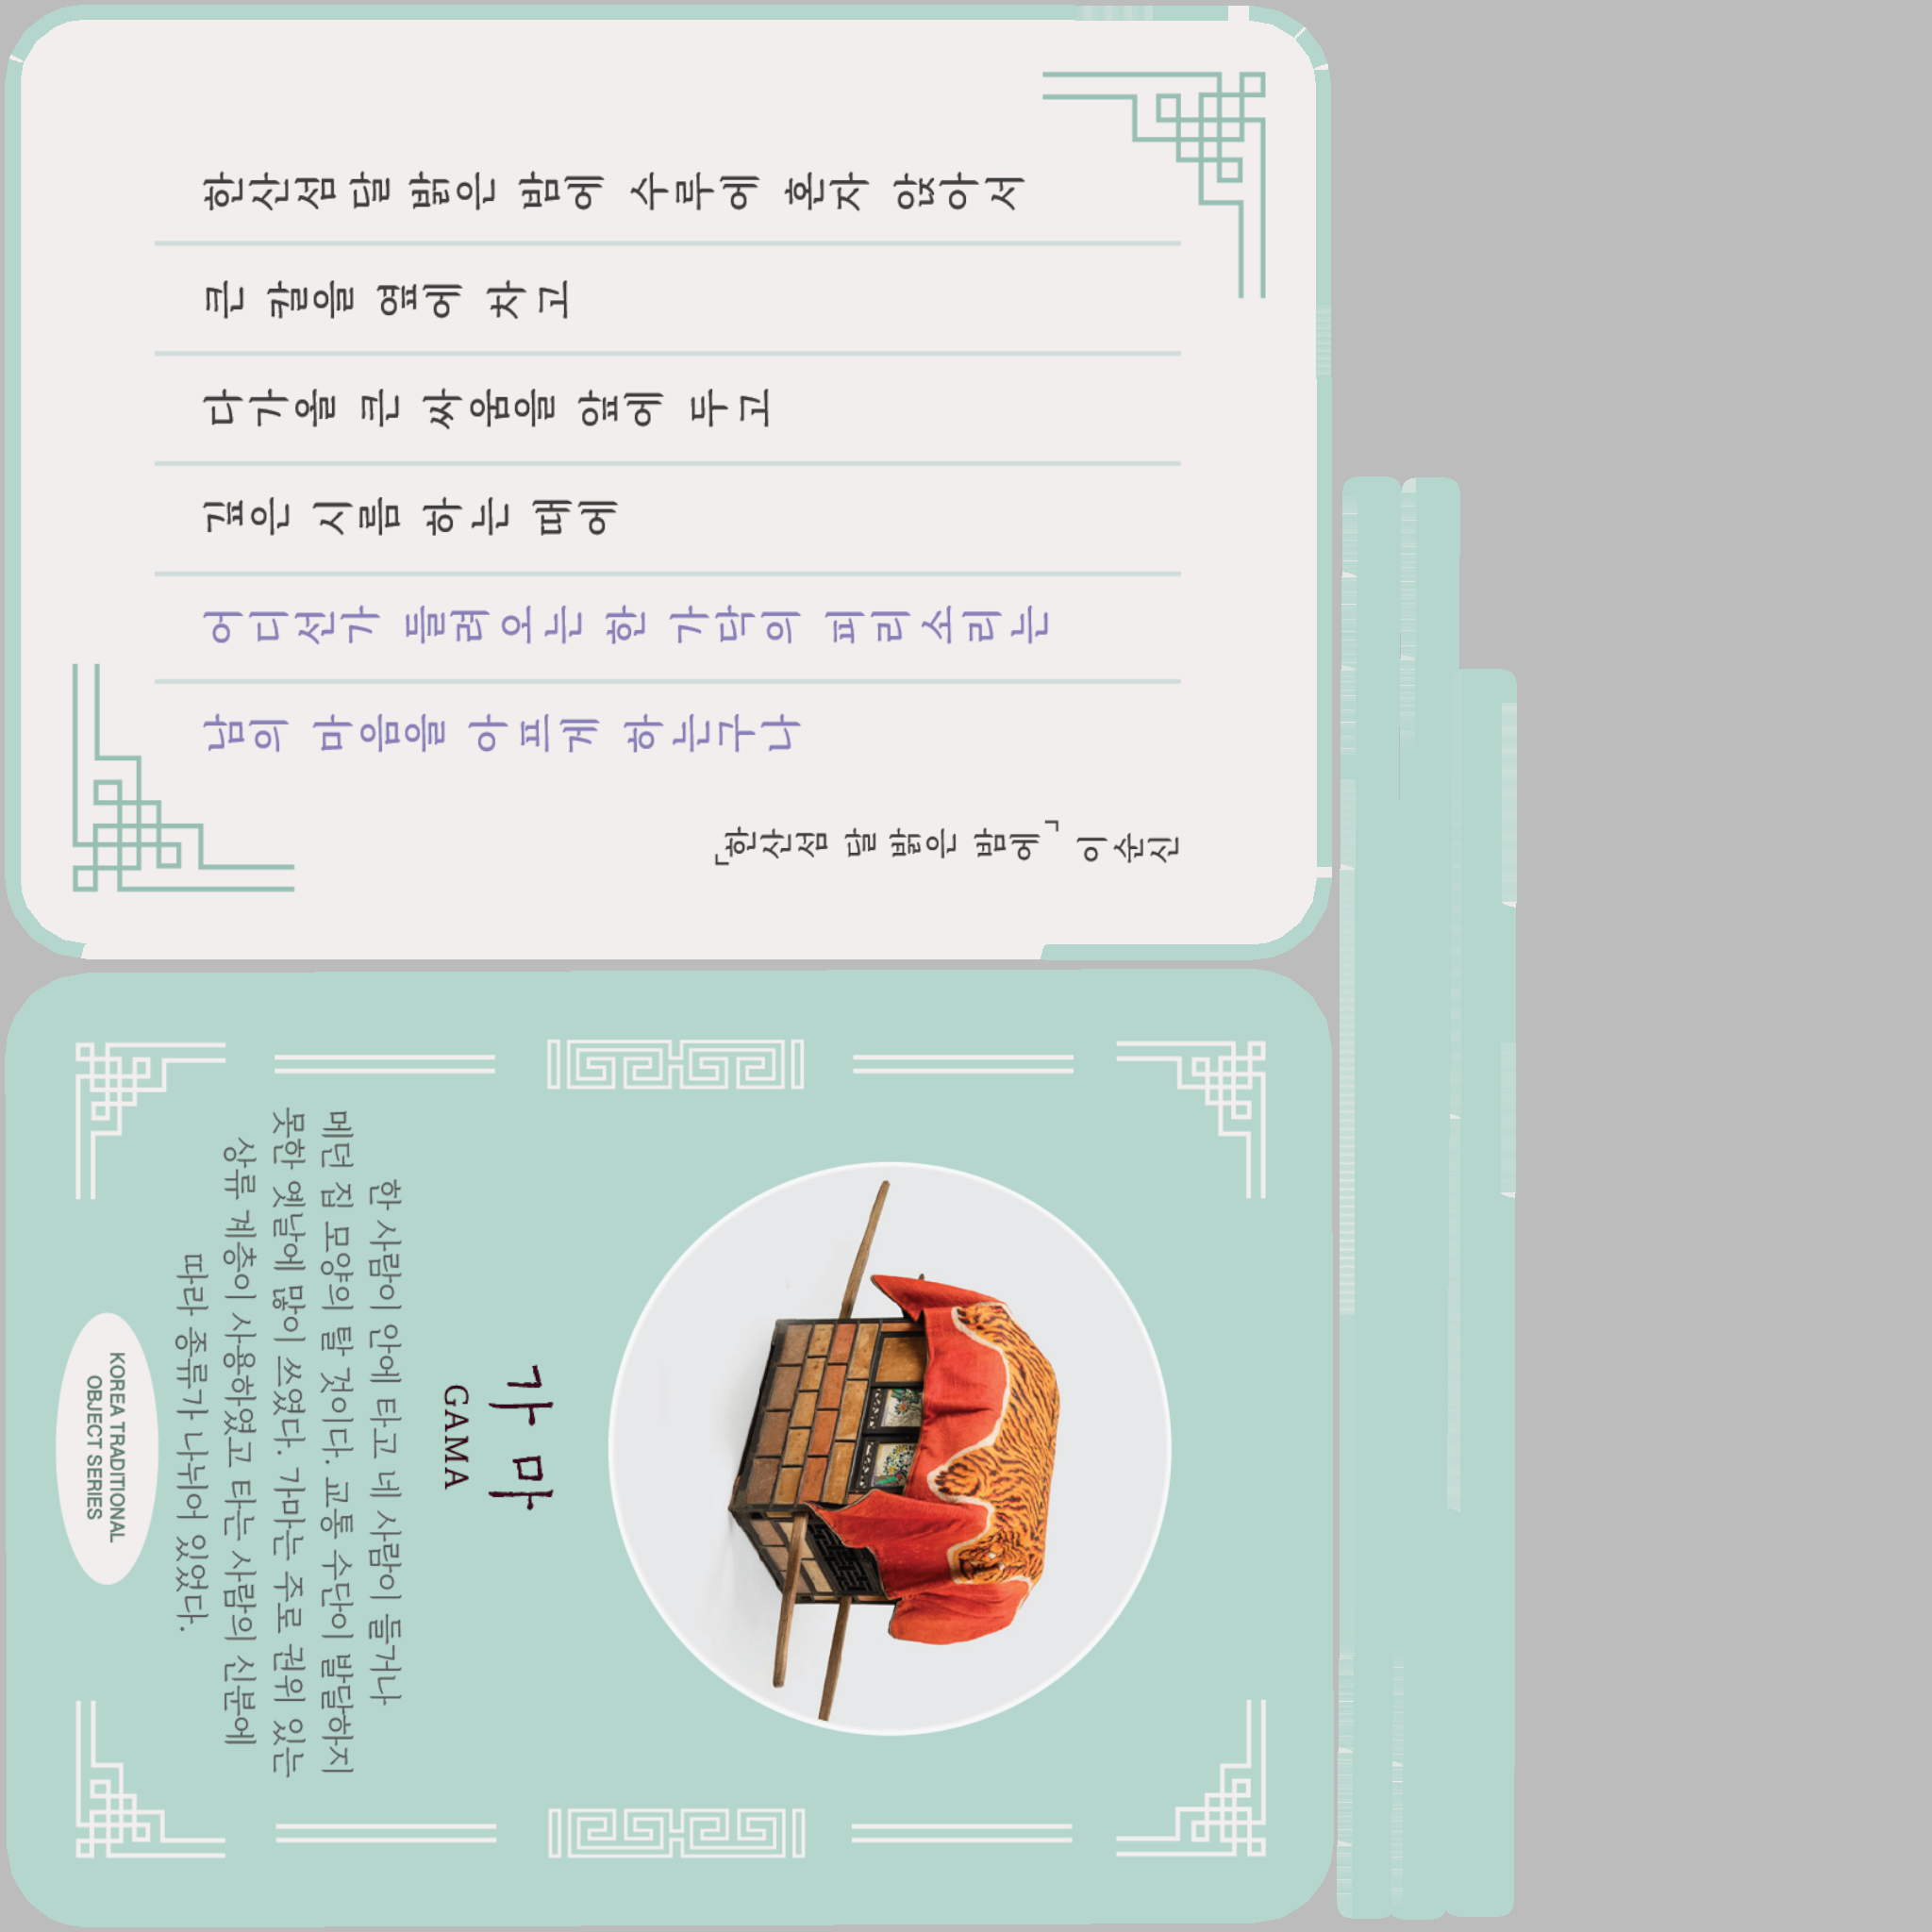 한산섬 달 밝은 밤에 수루에 혼자 앉아서
큰 칼을 옆에 차고
다가올 큰 싸움을 앞에 두고
깊은 시름 하는 때에
어디선가 들려오는 한 가락의 피리소리는
남의 마음을 아프게 하는구나
「한산섬 달 밝은 밤에」 이순신
가마
GAMA
한 사람이 안에 타고 네 사람이 들거나
메던 집 모양의 탈 것이다. 교통 수단이 발달하지
못한 옛날에 많이 쓰였다. 가마는 주로 권위 있는
상류 계층이 사용하였고 타는 사람의 신분에
따라 종류가 나뉘어 있었다.
KOREA TRADITIONAL
OBJECT SERIES